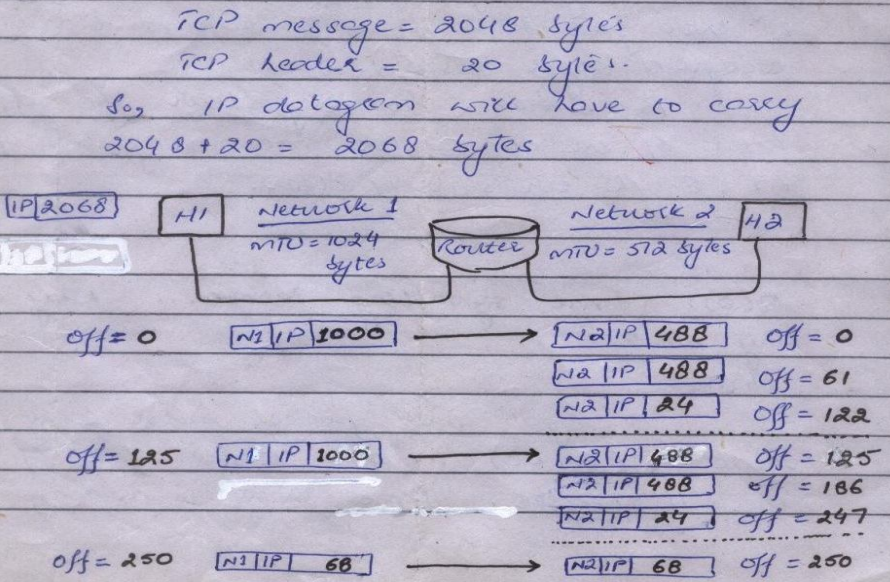 TCP message = 2048 bytes
TCP header = 20 bytes.
So, IP datagram will have to carry
2048 + 20 = 2068 bytes
IP 2068 H1 Network 1 Network 2 H2
MTU = 1024 bytes Router MTU = 512 bytes
off = 0 N1 IP 1000 → N2 IP 488 off = 0
N2 IP 488 off = 61
N2 IP 24 off = 122
off = 125 N1 IP 1000 → N2 IP 488 off = 125
N2 IP 488 off = 186
N2 IP 24 off = 247
off = 250 N1 IP 68 → N2 IP 68 off = 250